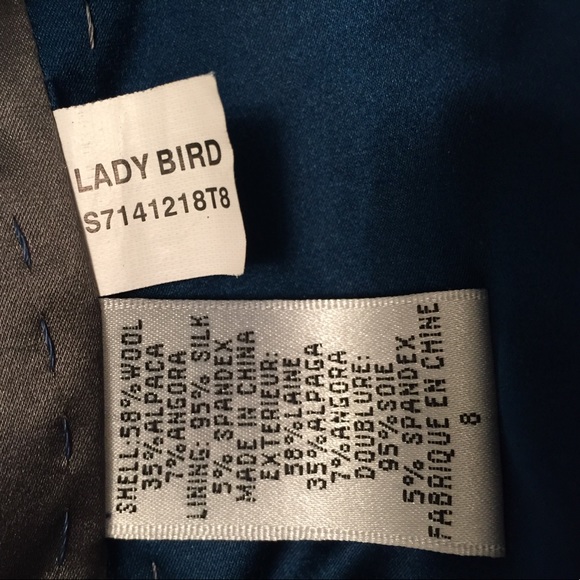 LADY BIRD
S7141218T8
SHELL:58%WOOL
35%ALPACA
7%ANGORA
LINING: 95% SILK
5% SPANDEX
MADE IN CHINA
EXTERIEUR:
58%LAINE
35%ALPAGA
7%ANGORA
DOUBLURE:
95%SOIE
5% SPANDEX
FABRIQUE EN CHINE
8